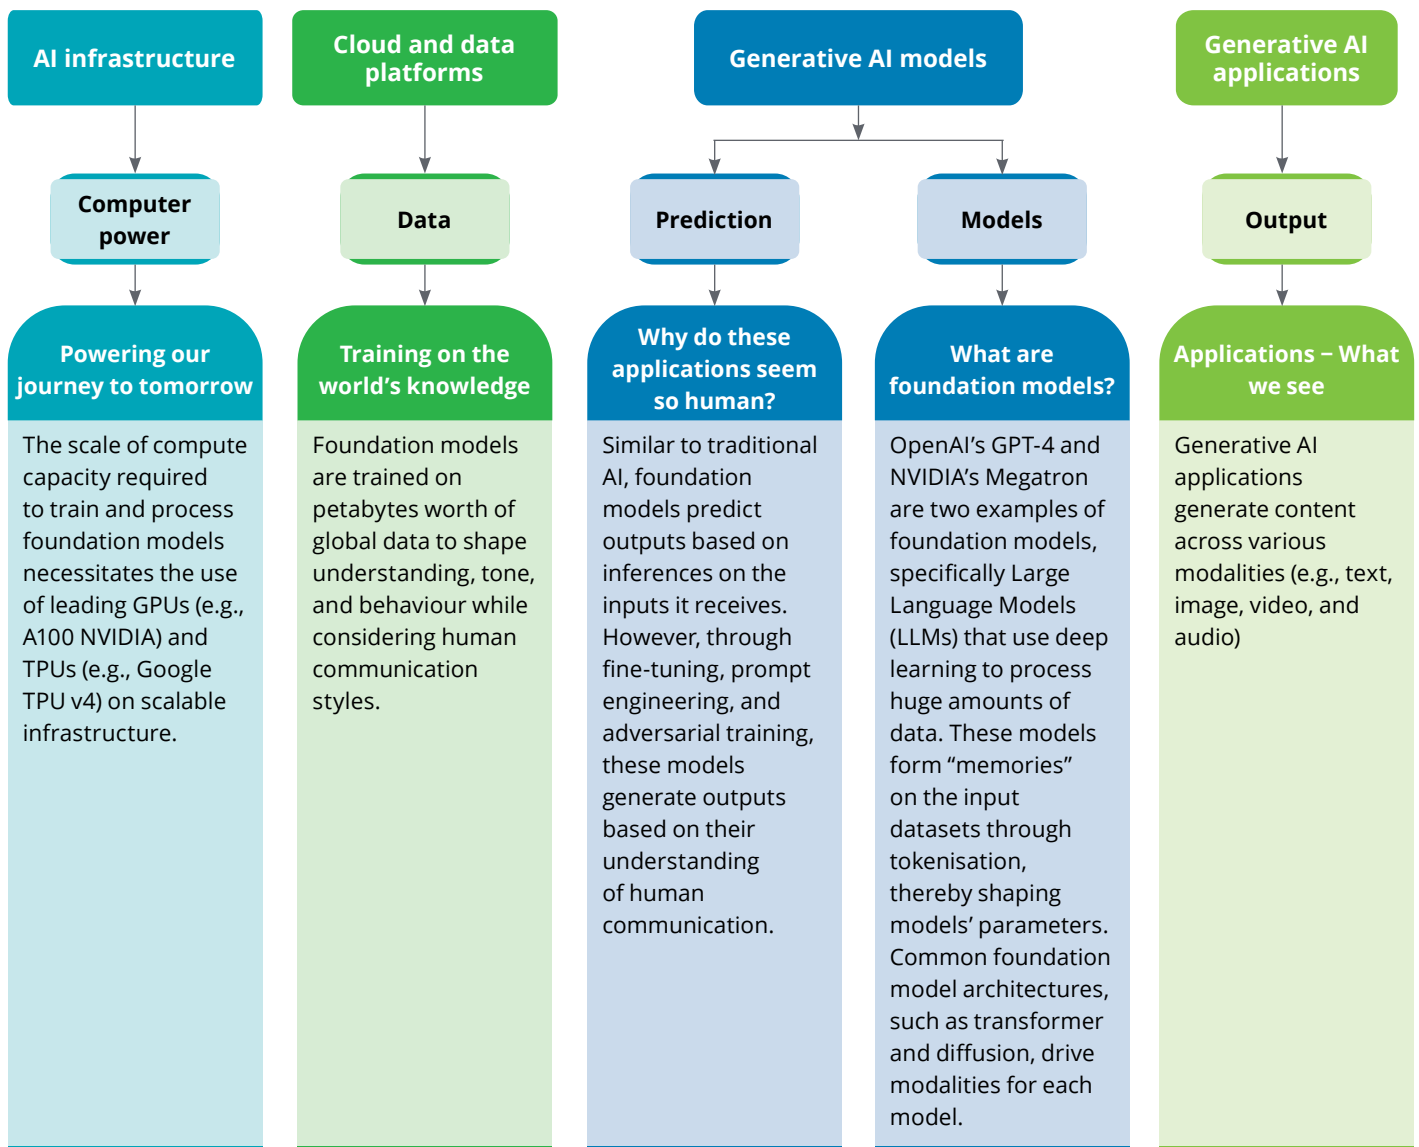 AI infrastructure
Cloud and data
platforms
Generative AI models
Generative AI
applications
Computer
power
Data
Prediction
Models
Output
Powering our
journey to tomorrow
The scale of compute
capacity required
to train and process
foundation models
necessitates the use
of leading GPUs (e.g.,
A100 NVIDIA) and
TPUs (e.g., Google
TPU v4) on scalable
infrastructure.
Training on the
world’s knowledge
Foundation models
are trained on
petabytes worth of
global data to shape
understanding, tone,
and behaviour while
considering human
communication
styles.
Why do these
applications seem
so human?
Similar to traditional
AI, foundation
models predict
outputs based on
inferences on the
inputs it receives.
However, through
fine-tuning, prompt
engineering, and
adversarial training,
these models
generate outputs
based on their
understanding
of human
communication.
What are
foundation models?
OpenAI’s GPT-4 and
NVIDIA’s Megatron
are two examples of
foundation models,
specifically Large
Language Models
(LLMs) that use deep
learning to process
huge amounts of
data. These models
form “memories”
on the input
datasets through
tokenisation,
thereby shaping
models’ parameters.
Common foundation
model architectures,
such as transformer
and diffusion, drive
modalities for each
model.
Applications – What
we see
Generative AI
applications
generate content
across various
modalities (e.g., text,
image, video, and
audio)